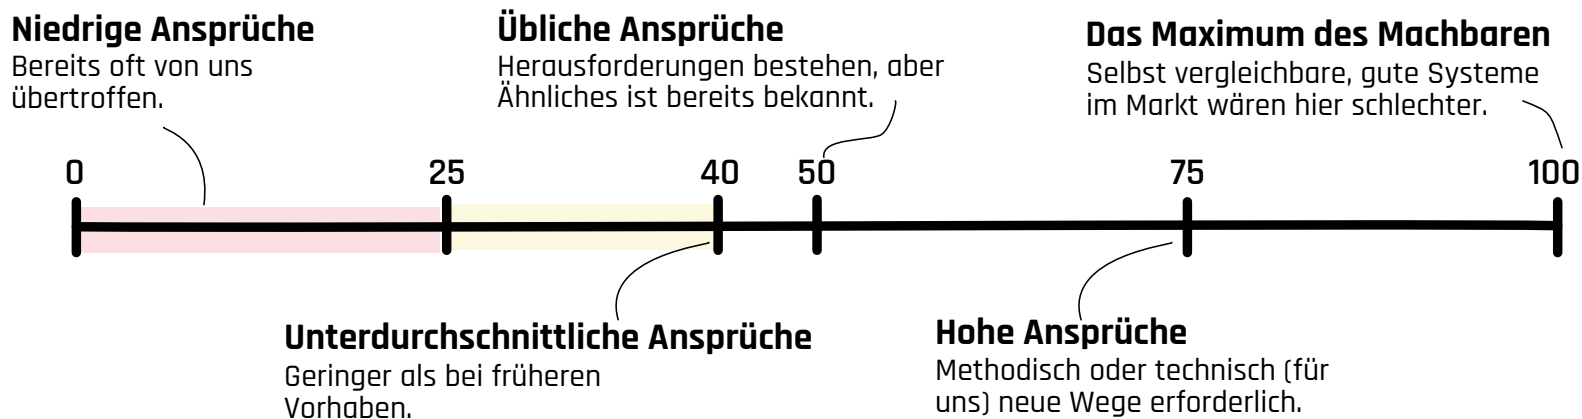 Niedrige Ansprüche
Bereits oft von uns
übertroffen.
Übliche Ansprüche
Herausforderungen bestehen, aber
Ähnliches ist bereits bekannt.
Das Maximum des Machbaren
Selbst vergleichbare, gute Systeme
im Markt wären hier schlechter.
0 25 40 50 75 100
Unterdurchschnittliche Ansprüche
Geringer als bei früheren
Vorhaben.
Hohe Ansprüche
Methodisch oder technisch (für
uns) neue Wege erforderlich.